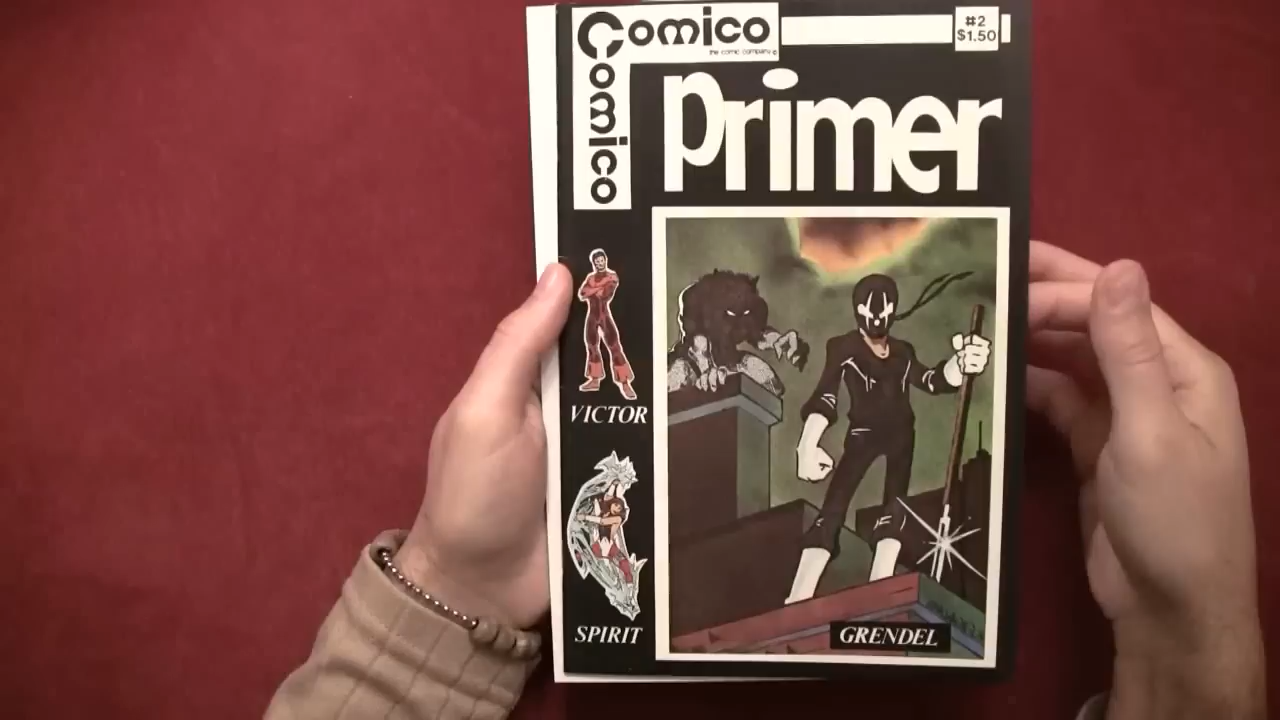 Comico
the comic company ©
#2
$1.50
Comico
Primer
VICTOR
SPIRIT
GRENDEL